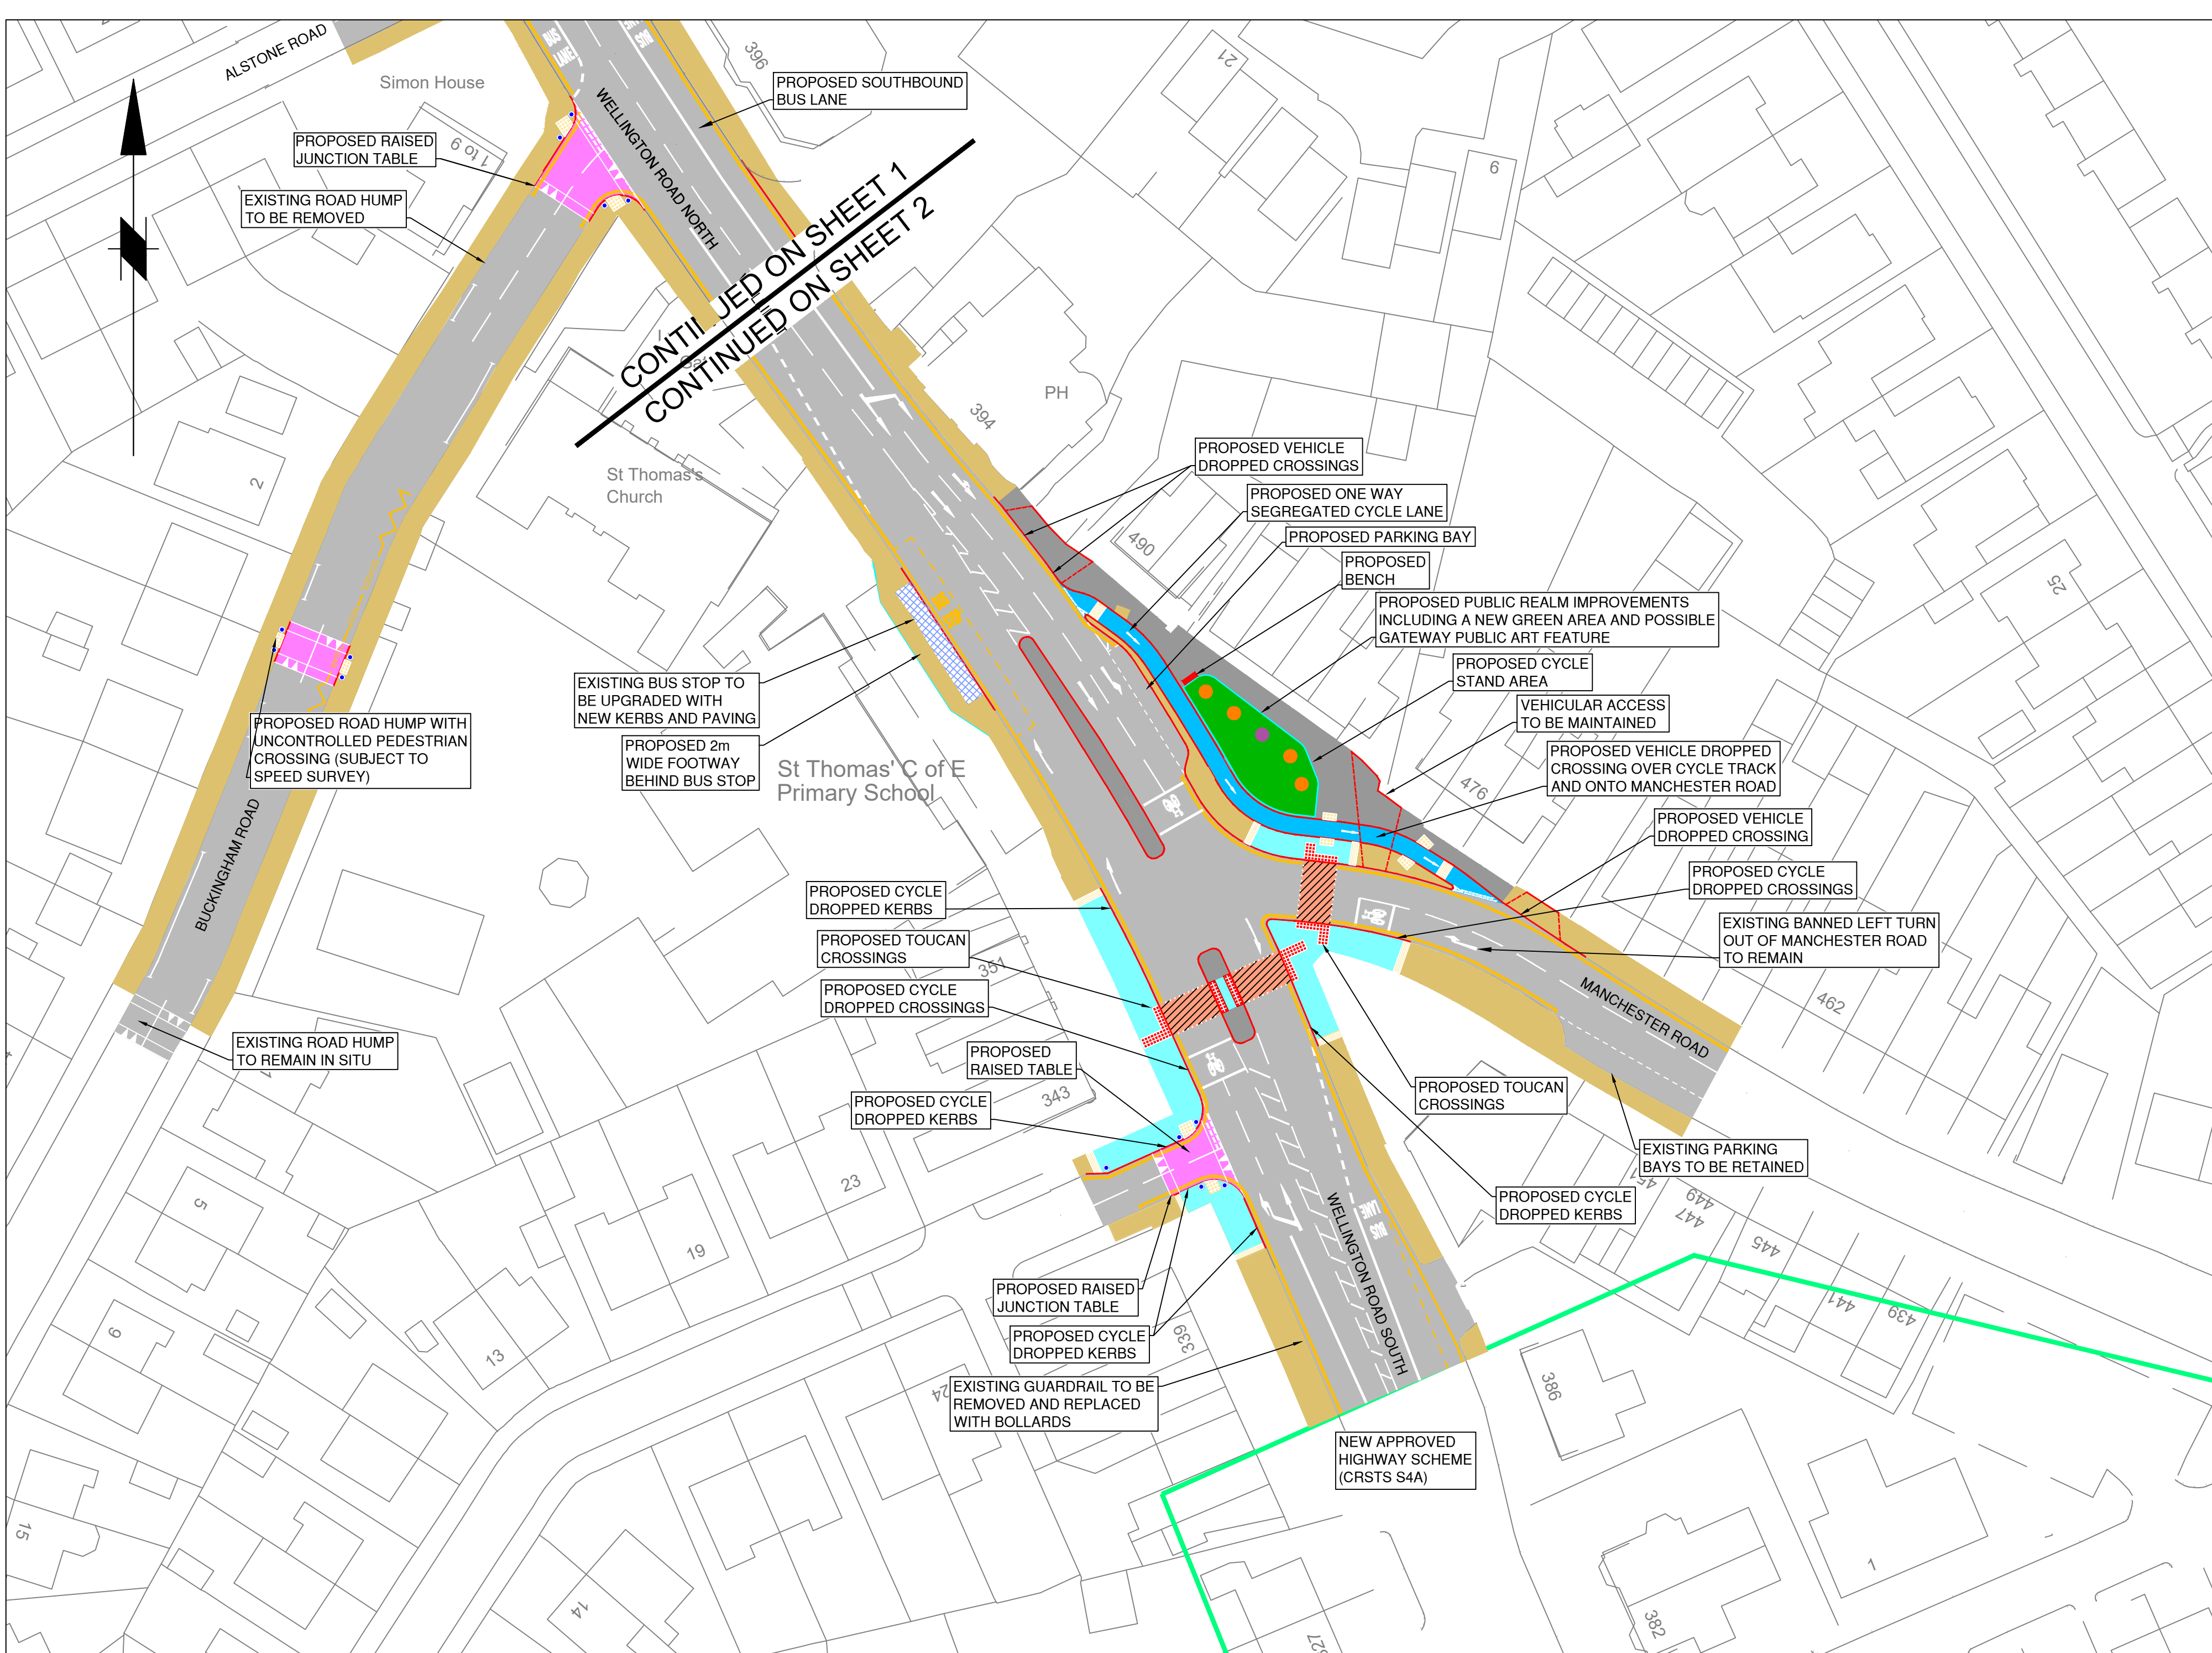 ALSTONE ROAD
Simon House
1 to 9
396
BUS
LANE
BUS
WELLINGTON ROAD NORTH
PROPOSED SOUTHBOUND
BUS LANE
PROPOSED RAISED
JUNCTION TABLE
EXISTING ROAD HUMP
TO BE REMOVED
CONTINUED ON SHEET 1
CONTINUED ON SHEET 2
21
9
25
2
PH
394
St Thomas's
Church
490
PROPOSED VEHICLE
DROPPED CROSSINGS
PROPOSED ONE WAY
SEGREGATED CYCLE LANE
PROPOSED PARKING BAY
PROPOSED
BENCH
PROPOSED PUBLIC REALM IMPROVEMENTS
INCLUDING A NEW GREEN AREA AND POSSIBLE
GATEWAY PUBLIC ART FEATURE
PROPOSED CYCLE
STAND AREA
VEHICULAR ACCESS
TO BE MAINTAINED
PROPOSED VEHICLE DROPPED
CROSSING OVER CYCLE TRACK
AND ONTO MANCHESTER ROAD
476
PROPOSED VEHICLE
DROPPED CROSSING
PROPOSED CYCLE
DROPPED CROSSINGS
EXISTING BANNED LEFT TURN
OUT OF MANCHESTER ROAD
TO REMAIN
EXISTING BUS STOP TO
BE UPGRADED WITH
NEW KERBS AND PAVING
PROPOSED 2m
WIDE FOOTWAY
BEHIND BUS STOP
St Thomas' C of E
Primary School
PROPOSED ROAD HUMP WITH
UNCONTROLLED PEDESTRIAN
CROSSING (SUBJECT TO
SPEED SURVEY)
BUCKINGHAM ROAD
EXISTING ROAD HUMP
TO REMAIN IN SITU
PROPOSED CYCLE
DROPPED KERBS
PROPOSED TOUCAN
CROSSINGS
351
PROPOSED CYCLE
DROPPED CROSSINGS
PROPOSED
RAISED TABLE
343
PROPOSED CYCLE
DROPPED KERBS
MANCHESTER ROAD
462
PROPOSED TOUCAN
CROSSINGS
EXISTING PARKING
BAYS TO BE RETAINED
PROPOSED CYCLE
DROPPED KERBS
451
449
447
445
441
439
WELLINGTON ROAD SOUTH
BUS
LANE
23
19
13
5
9
15
14
24
339
PROPOSED RAISED
JUNCTION TABLE
PROPOSED CYCLE
DROPPED KERBS
EXISTING GUARDRAIL TO BE
REMOVED AND REPLACED
WITH BOLLARDS
NEW APPROVED
HIGHWAY SCHEME
(CRSTS S4A)
386
382
1